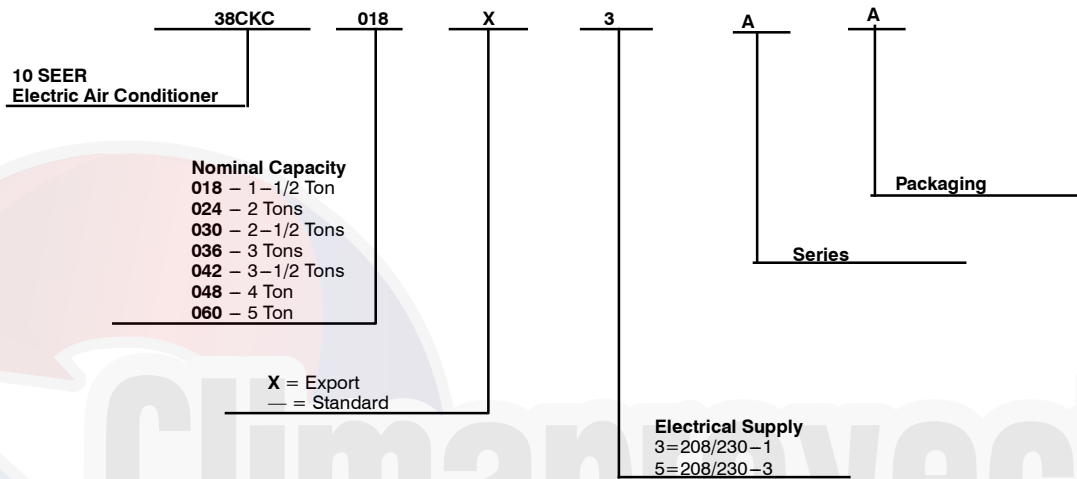 38CKC 018 X 3 A A
10 SEER
Electric Air Conditioner
Nominal Capacity
018 – 1–1/2 Ton
024 – 2 Tons
030 – 2–1/2 Tons
036 – 3 Tons
042 – 3–1/2 Tons
048 – 4 Ton
060 – 5 Ton
Packaging
Series
X = Export
— = Standard
Electrical Supply
3=208/230–1
5=208/230–3